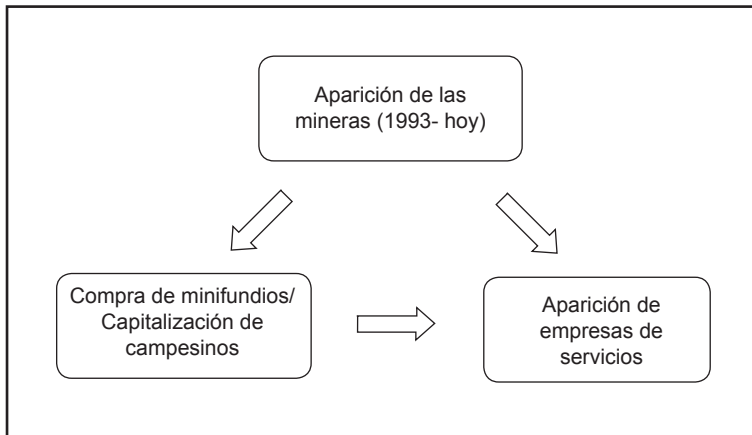 Aparición de las
mineras (1993- hoy)
Compra de minifundios/
Capitalización de
campesinos
Aparición de
empresas de
servicios